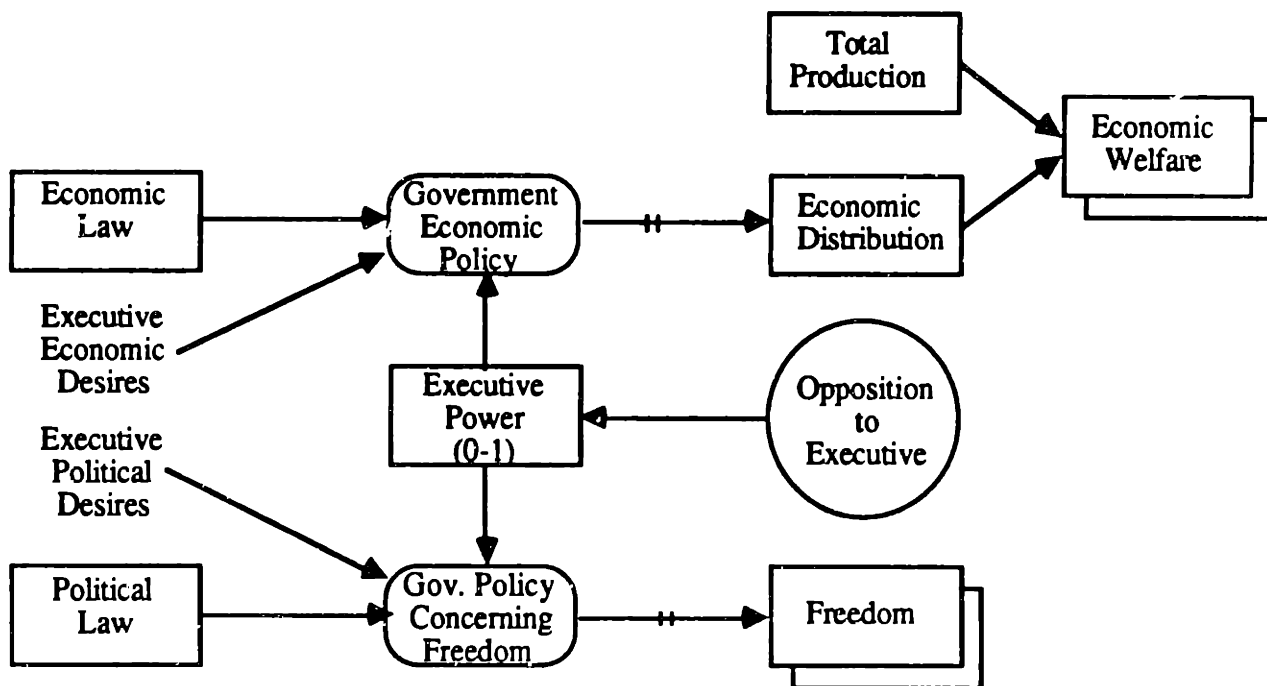 Total
Production
Economic
Welfare
Economic
Law
Government
Economic
Policy
Economic
Distribution
Executive
Economic
Desires
Executive
Power
(0-1)
Opposition
to
Executive
Executive
Political
Desires
Political
Law
Gov. Policy
Concerning
Freedom
Freedom